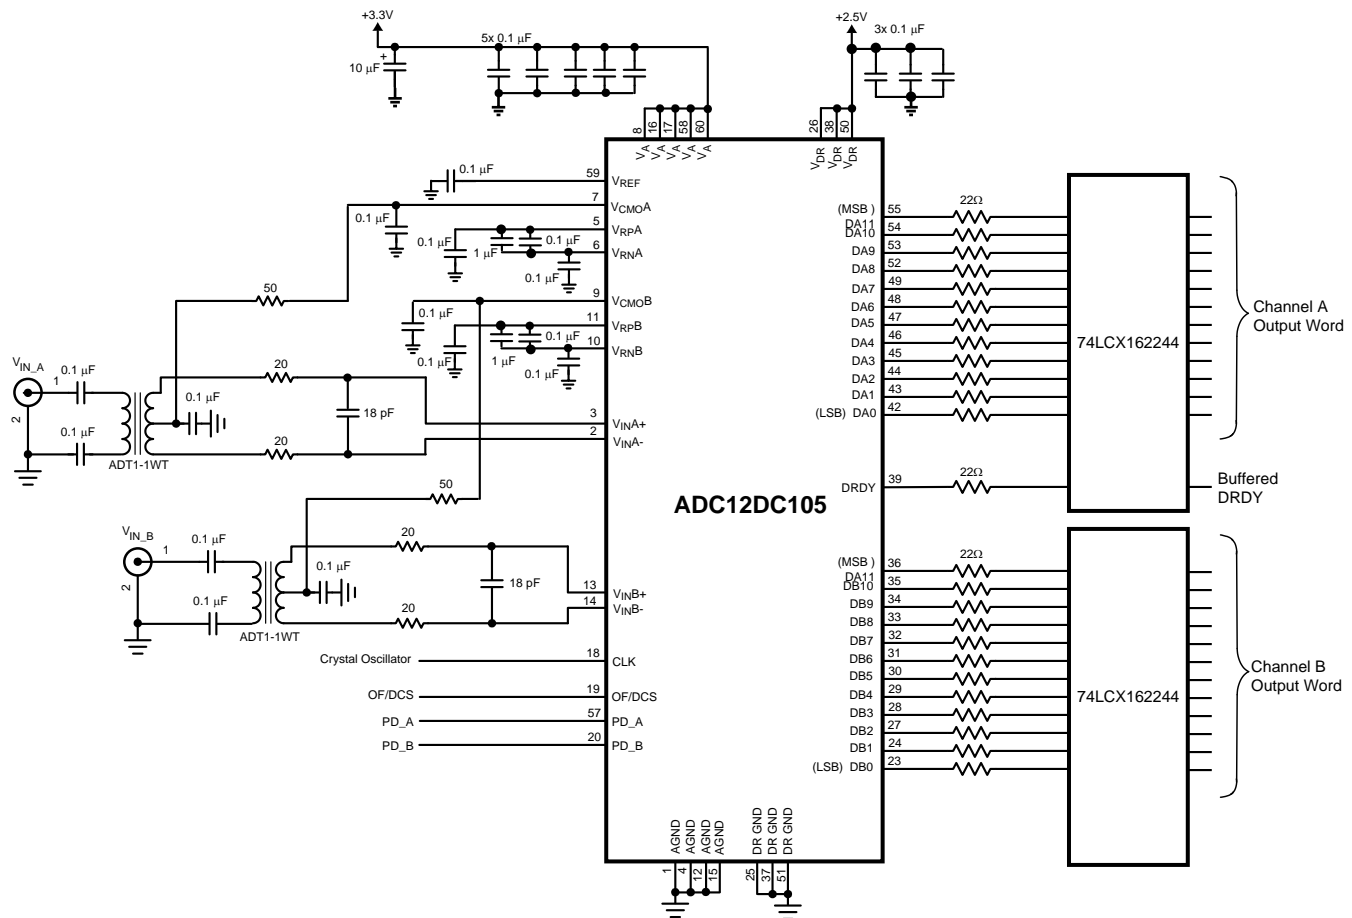 +3.3V
+2.5V
5x 0.1 µF
3x 0.1 µF
+
10 µF
8
16
17
58
60
26
38
50
VA
VA
VA
VA
VA
VDR
VDR
VDR
0.1 µF
59
VREF
7
VCMOA
0.1 µF
5
VRPA
0.1 µF
1 µF
0.1 µF
6
VRNA
0.1 µF
50
9
VCMOB
0.1 µF
11
VRPB
0.1 µF
1 µF
0.1 µF
10
VRNB
0.1 µF
VIN_A
1
2
0.1 µF
0.1 µF
0.1 µF
ADT1-1WT
20
20
18 pF
3
VINA+
2
VINA-
50
VIN_B
1
2
0.1 µF
0.1 µF
0.1 µF
ADT1-1WT
20
20
18 pF
13
VINB+
14
VINB-
Crystal Oscillator
18
CLK
OF/DCS
19
OF/DCS
PD_A
57
PD_A
PD_B
20
PD_B
ADC12DC105
(MSB )
DA11
55
22Ω
DA10
54
DA9
53
DA8
52
DA7
49
DA6
48
DA5
47
DA4
46
DA3
45
DA2
44
DA1
43
(LSB) DA0
42
74LCX162244
Channel A
Output Word
DRDY
39
22Ω
Buffered
DRDY
(MSB )
DA11
36
22Ω
DB10
35
DB9
34
DB8
33
DB7
32
DB6
31
DB5
30
DB4
29
DB3
28
DB2
27
DB1
24
(LSB) DB0
23
74LCX162244
Channel B
Output Word
AGND
AGND
AGND
AGND
DR GND
DR GND
DR GND
1
4
12
15
25
37
51